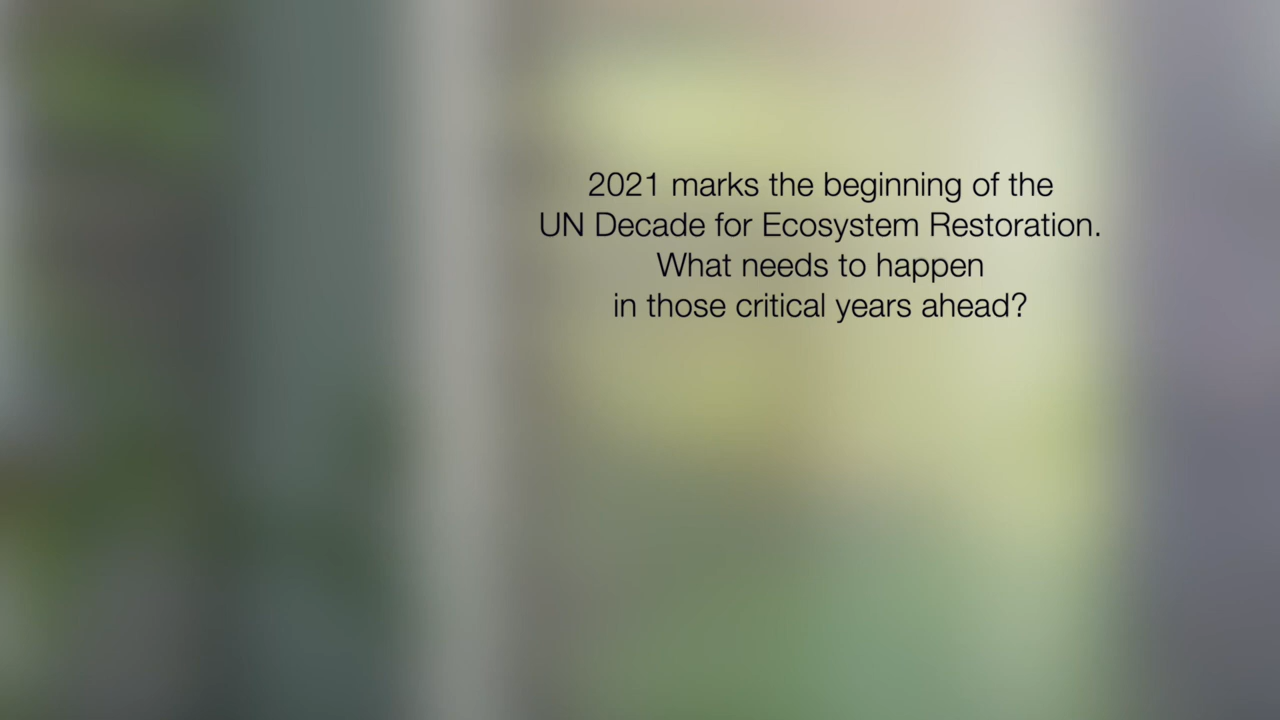 2021 marks the beginning of the
UN Decade for Ecosystem Restoration.
What needs to happen
in those critical years ahead?